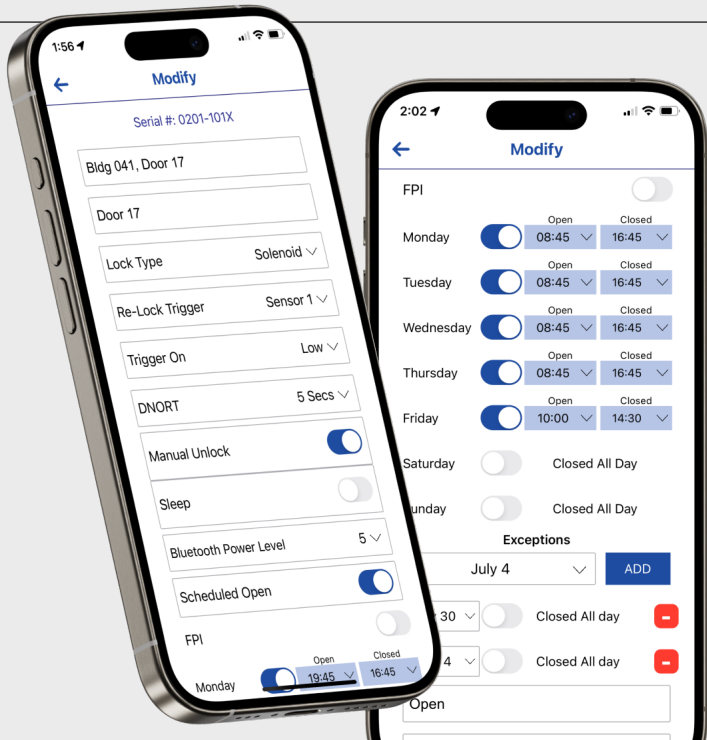 1:56
Modify
Serial #: 0201-101X
Bldg 041, Door 17
Door 17
Lock Type Solenoid
Re-Lock Trigger Sensor 1
Trigger On Low
DNORT 5 Secs
Manual Unlock
Sleep
Bluetooth Power Level 5
Scheduled Open
FPI
Open Closed
Monday 19:45 16:45
2:02
Modify
FPI
Open Closed
Monday 08:45 16:45
Open Closed
Tuesday 08:45 16:45
Open Closed
Wednesday 08:45 16:45
Open Closed
Thursday 08:45 16:45
Open Closed
Friday 10:00 14:30
Saturday Closed All Day
unday Closed All Day
Exceptions
July 4 ADD
30 Closed All day -
4 Closed All day -
Open